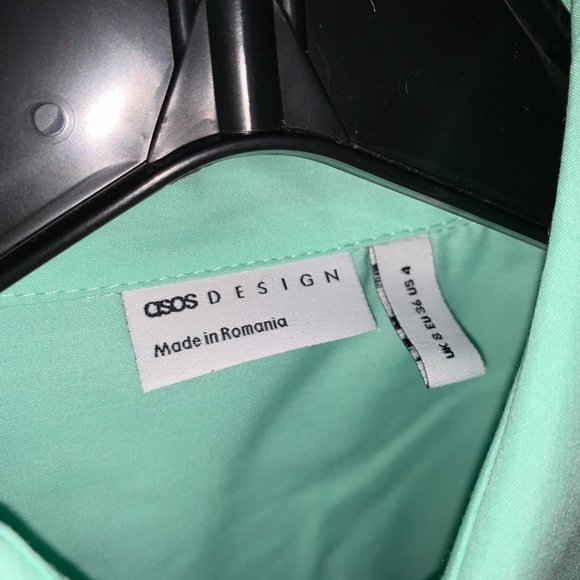 asos DESIGN
Made in Romania
UK 8 EU 36 US 4